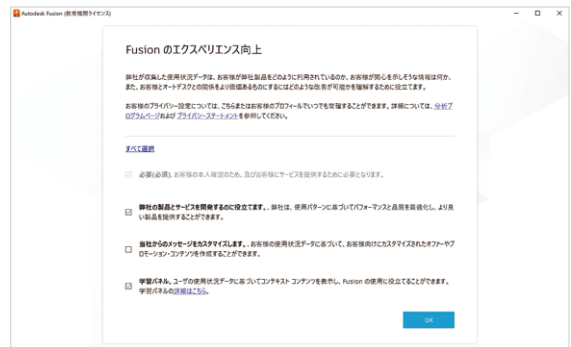 Autodesk Fusion (教育機関ライセンス)
Fusion のエクスペリエンス向上
弊社が収集した使用状況データは、お客様が弊社製品をどのように利用されているのか、お客様が関心を示しそうな情報は何か、
また、お客様とオートデスクとの関係をより価値あるものにするにはどのような改善が可能かを理解するために役立てます。
お客様のプライバシー設定については、こちらまたはお客様のプロフィールでいつでも管理することができます。詳細については、分析プ
ログラムページおよび プライバシーステートメントを参照してください。
すべて選択
必要(必須)。お客様の本人確認のため、及びお客様にサービスを提供するために必要となります。
弊社の製品とサービスを開発するのに役立てます。. 弊社は、使用パターンに基づいてパフォーマンスと品質を最適化し、より良
い製品を提供することができます。
当社からのメッセージをカスタマイズします。. お客様の使用状況データに基づいて、お客様向けにカスタマイズされたオファーやプ
ロモーション・コンテンツを作成することができます。
学習パネル。ユーザの使用状況データに基づいてコンテキスト コンテンツを表示し、Fusion の使用に役立てることができます。
学習パネルの詳細はこちら。
OK